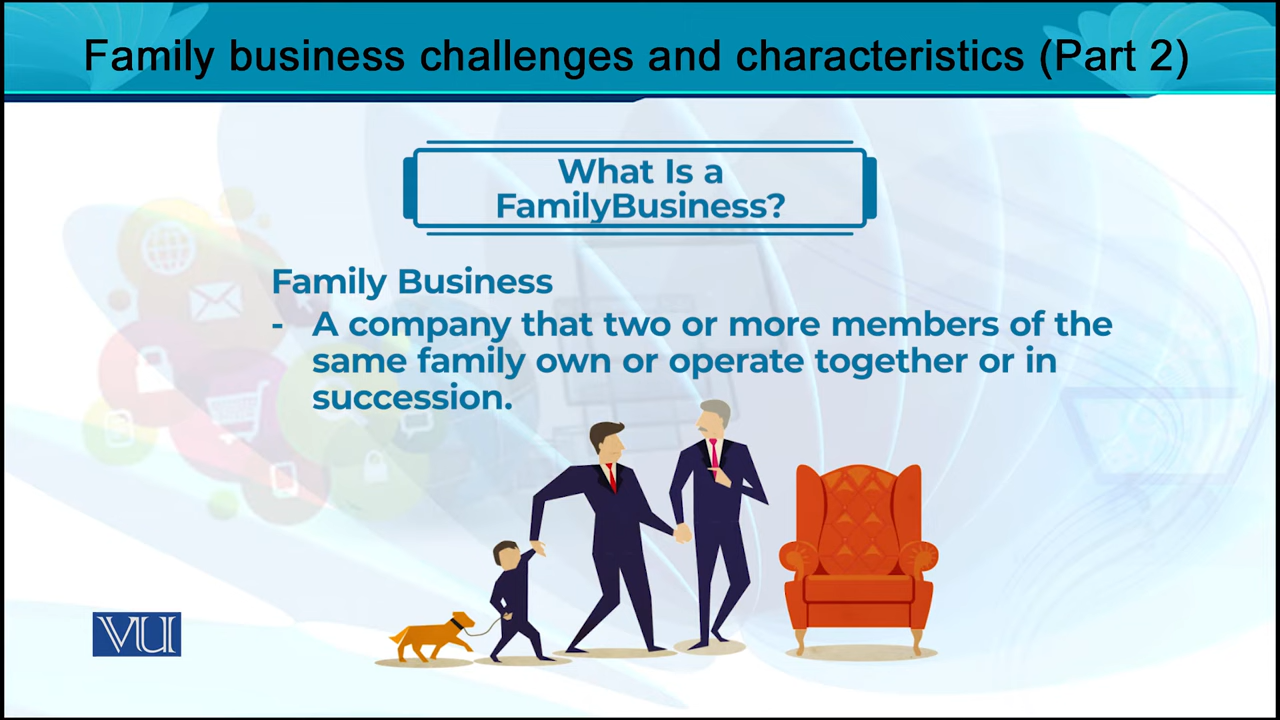 Family business challenges and characteristics (Part 2)
What Is a
FamilyBusiness?
Family Business
- A company that two or more members of the
same family own or operate together or in
succession.
VU